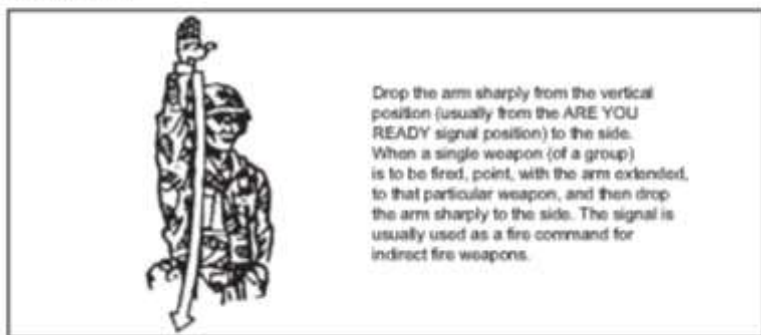 Drop the arm sharply from the vertical
position (usually from the ARE YOU
READY signal position) to the side.
When a single weapon (of a group)
is to be fired, point, with the arm extended,
to that particular weapon, and then drop
the arm sharply to the side. The signal is
usually used as a fire command for
indirect fire weapons.